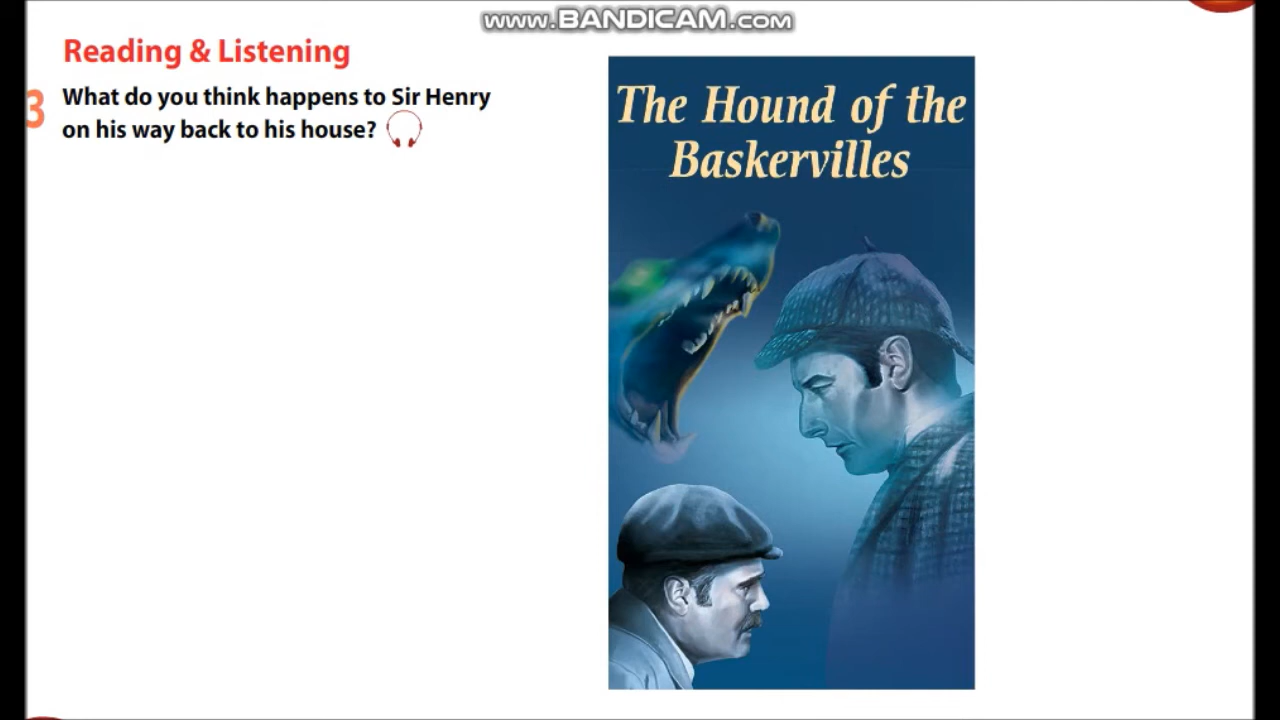 www.BANDICAM.com
Reading & Listening
3
What do you think happens to Sir Henry
on his way back to his house?
The Hound of the
Baskervilles